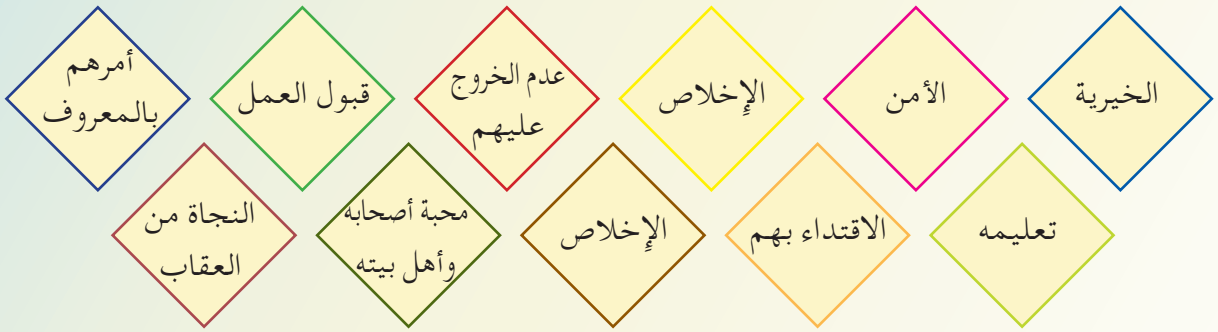 الخيرية
الأمن
الإخلاص
عدم الخروج
عليهم
قبول العمل
أمرهم
بالمعروف
تعليمه
الاقتداء بهم
الإخلاص
محبة أصحابه
وأهل بيته
النجاة من
العقاب